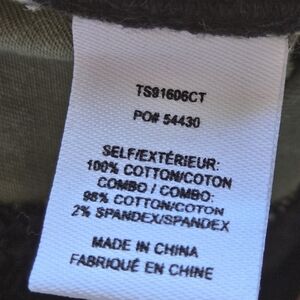 TS91606CT
PO# 54430
SELF/EXTÉRIEUR:
100% COTTON/COTON
COMBO / COMBO:
98% COTTON/COTON
2% SPANDEX/SPANDEX
MADE IN CHINA
FABRIQUÉ EN CHINE